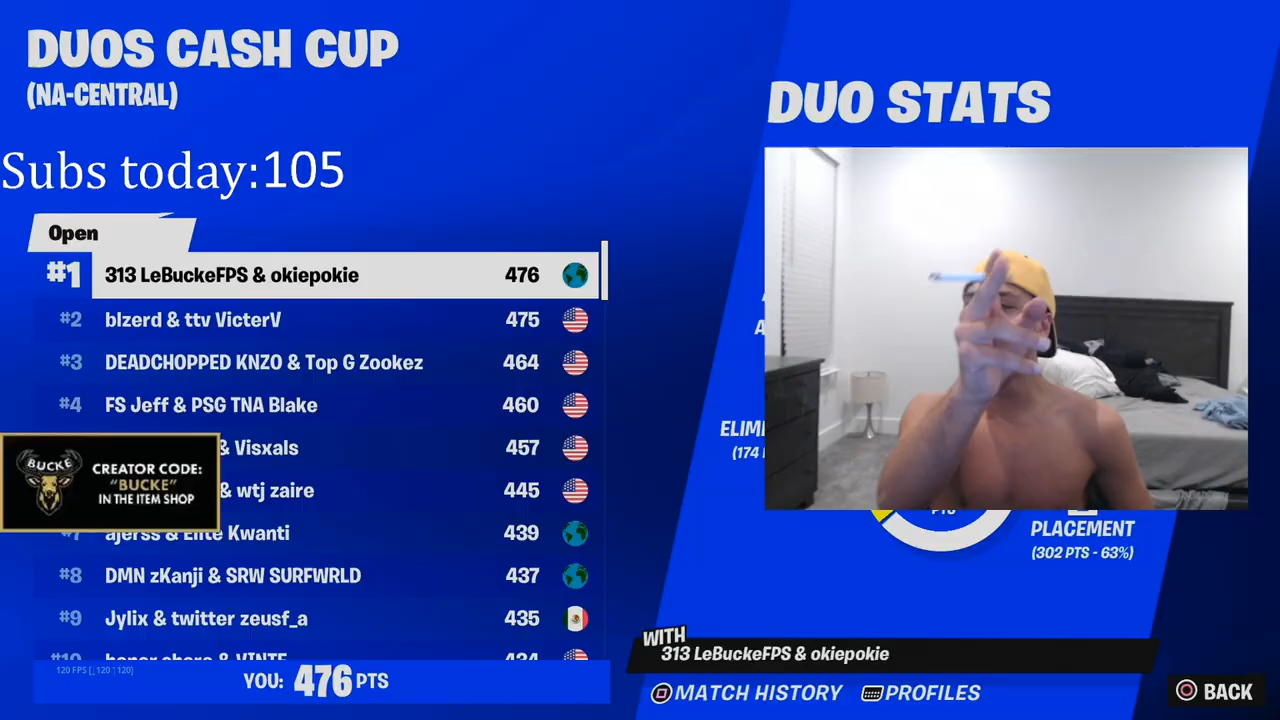 DUOS CASH CUP
(NA-CENTRAL)
Subs today:105
Open
#1 313 LeBuckeFPS & okiepokie 476
#2 blzerd & ttv VicterV 475
#3 DEADCHOPPED KNZO & Top G Zookez 464
#4 FS Jeff & PSG TNA Blake 460
& Visxals 457
& wtj zaire 445
ajerss & Elite Kwanti 439
#8 DMN zKanji & SRW SURFWRLD 437
#9 Jylix & twitter zeusf_a 435
BUCKE
CREATOR CODE:
"BUCKE"
IN THE ITEM SHOP
YOU: 476 PTS
DUO STATS
PLACEMENT
(302 PTS - 63%)
WITH
313 LeBuckeFPS & okiepokie
MATCH HISTORY PROFILES BACK